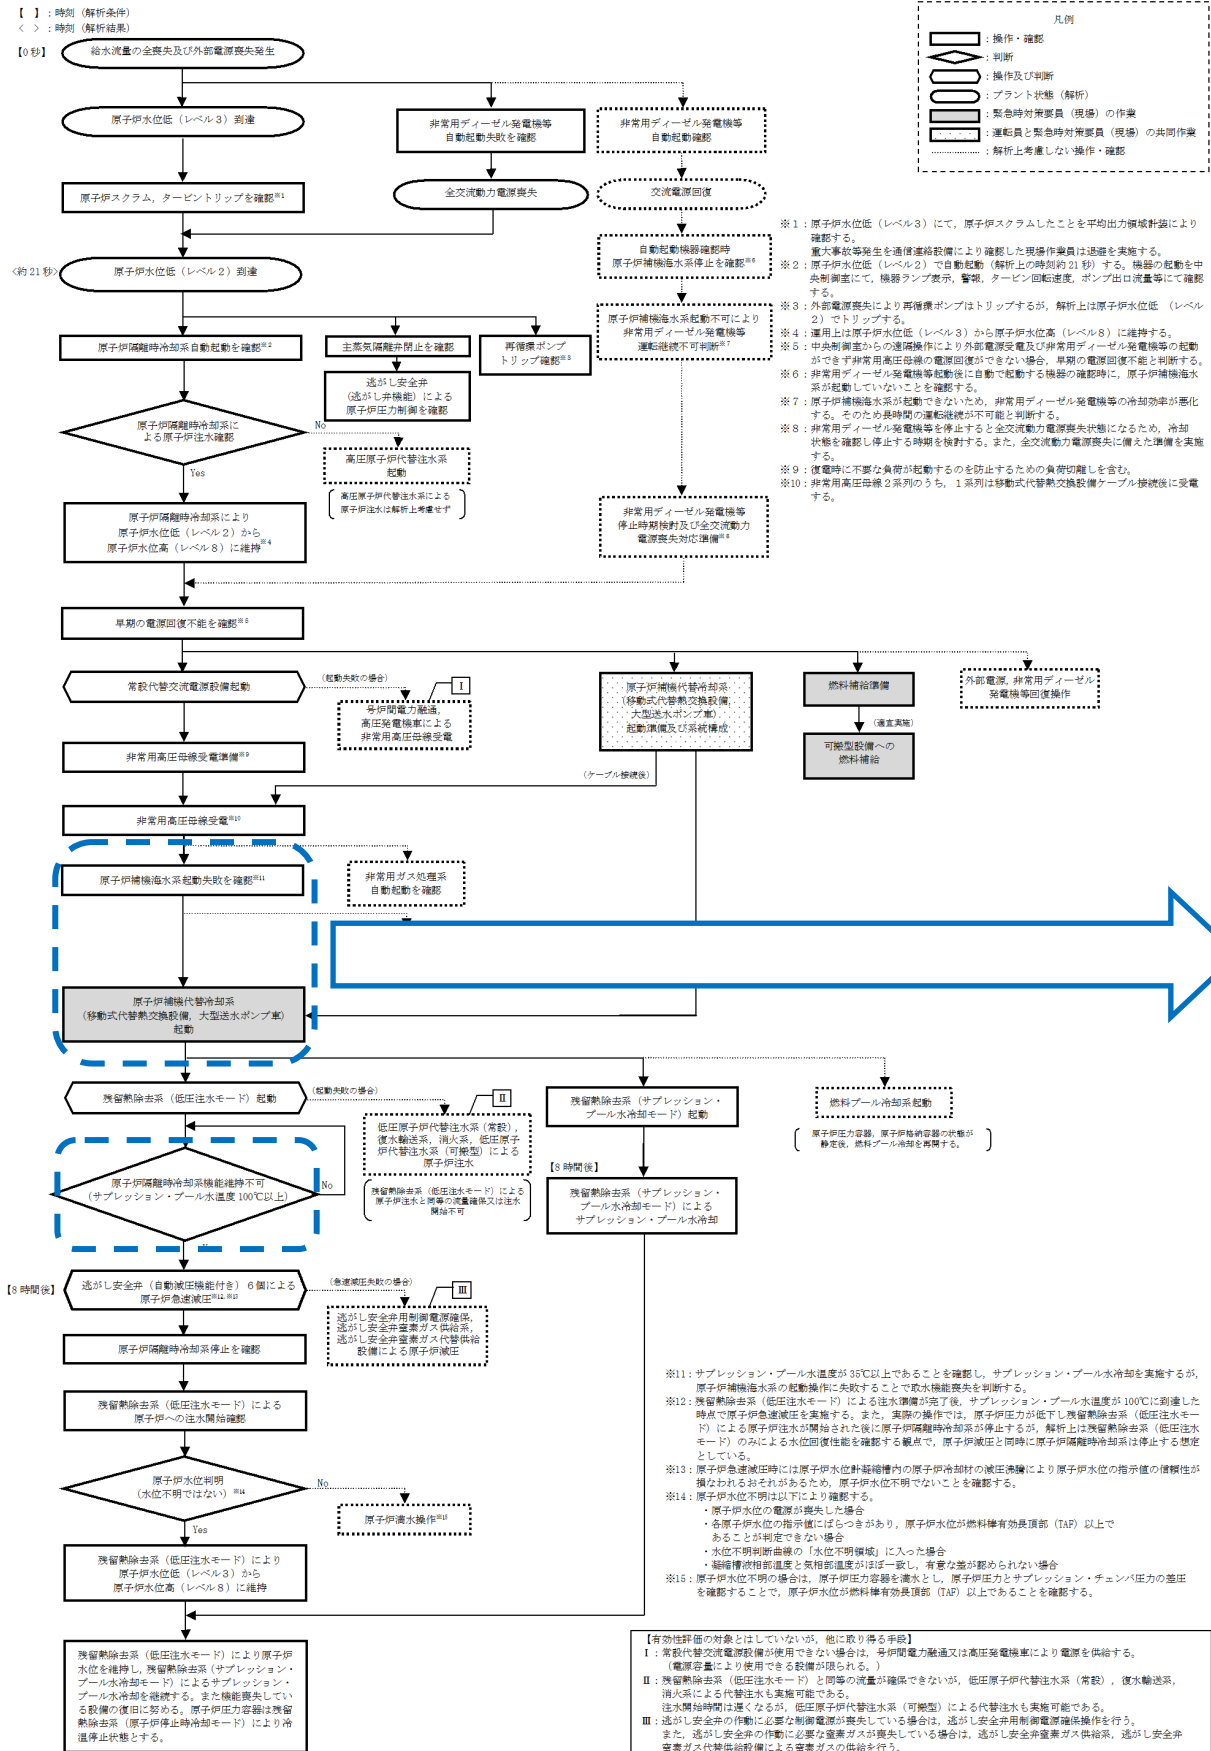 【　】：時刻（解析条件）
＜　＞：時刻（解析結果）
【0秒】
給水流量の全喪失及び外部電源喪失発生
凡例
：操作・確認
：判断
：操作及び判断
：プラント状態（解析）
：緊急時対策要員（現場）の作業
：運転員と緊急時対策要員（現場）の共同作業
：解析上考慮しない操作・確認
原子炉水位低（レベル３）到達
非常用ディーゼル発電機等
自動起動失敗を確認
非常用ディーゼル発電機等
自動起動確認
原子炉スクラム，タービントリップを確認※1
全交流動力電源喪失
交流電源回復
自動起動機器確認時
原子炉補機海水系停止を確認※6
<約21秒>
原子炉水位低（レベル２）到達
原子炉補機海水系起動不可により
非常用ディーゼル発電機等
運転継続不可判断※7
原子炉隔離時冷却系自動起動を確認※2
主蒸気隔離弁閉止を確認
再循環ポンプ
トリップ確認※3
逃がし安全弁
（逃がし弁機能）による
原子炉圧力制御を確認
原子炉隔離時冷却系に
よる原子炉注水確認
No
Yes
高圧原子炉代替注水系
起動
高圧原子炉代替注水系による
原子炉注水は解析上考慮せず
原子炉隔離時冷却系により
原子炉水位低（レベル２）から
原子炉水位高（レベル８）に維持※4
非常用ディーゼル発電機等
停止時期検討及び全交流動力
電源喪失対応準備※8
※１：原子炉水位低（レベル３）にて，原子炉スクラムしたことを平均出力領域計装により
確認する。
重大事故等発生を通信連絡設備により確認した現場作業員は退避を実施する。
※２：原子炉水位低（レベル２）で自動起動（解析上の時刻約21秒）する。機器の起動を中
央制御室にて，機器ランプ表示，警報，タービン回転速度，ポンプ出口流量等にて確認
する。
※３：外部電源喪失により再循環ポンプはトリップするが，解析上は原子炉水位低　（レベル
２）でトリップする。
※４：運用上は原子炉水位低（レベル３）から原子炉水位高（レベル８）に維持する。
※５：中央制御室からの遠隔操作により外部電源受電及び非常用ディーゼル発電機等の起動
ができず非常用高圧母線の電源回復ができない場合，早期の電源回復不能と判断する。
※６：非常用ディーゼル発電機等起動後に自動で起動する機器の確認時に，原子炉補機海水
系が起動していないことを確認する。
※７：原子炉補機海水系が起動できないため，非常用ディーゼル発電機等の冷却効率が悪化
する。そのため長時間の運転継続が不可能と判断する。
※８：非常用ディーゼル発電機等を停止すると全交流動力電源喪失状態になるため，冷却
状態を確認し停止する時期を検討する。また，全交流動力電源喪失に備えた準備を実施
する。
※９：復電時に不要な負荷が起動するのを防止するための負荷切離しを含む。
※10：非常用高圧母線２系列のうち，１系列は移動式代替熱交換設備ケーブル接続後に受電
する。
早期の電源回復不能を確認※5
常設代替交流電源設備起動
（起動失敗の場合）
Ⅰ
号炉間電力融通，
高圧発電機車による
非常用高圧母線受電
原子炉補機代替冷却系
（移動式代替熱交換設備，
大型送水ポンプ車）
起動準備及び系統構成
燃料補給準備
（適宜実施）
可搬型設備への
燃料補給
外部電源，非常用ディーゼル
発電機等回復操作
非常用高圧母線受電準備※9
（ケーブル接続後）
非常用高圧母線受電※10
原子炉補機海水系起動失敗を確認※11
非常用ガス処理系
自動起動を確認
原子炉補機代替冷却系
（移動式代替熱交換設備，大型送水ポンプ車）
起動
残留熱除去系（低圧注水モード）起動
（起動失敗の場合）
Ⅱ
低圧原子炉代替注水系（常設），
復水輸送系，消火系，低圧原子
炉代替注水系（可搬型）による
原子炉注水
残留熱除去系（低圧注水モード）による
原子炉注水と同等の流量確保又は注水
開始不可
残留熱除去系（サプレッション・
プール水冷却モード）起動
燃料プール冷却系起動
原子炉圧力容器，原子炉格納容器の状態が
静定後，燃料プール冷却を再開する。
【8時間後】
残留熱除去系（サプレッション・
プール水冷却モード）による
サプレッション・プール水冷却
原子炉隔離時冷却系機能維持不可
（サプレッション・プール水温度100℃以上）
No
【8時間後】
逃がし安全弁（自動減圧機能付き）６個による
原子炉急速減圧※12，※13
（急速減圧失敗の場合）
Ⅲ
逃がし安全弁用制御電源確保，
逃がし安全弁窒素ガス供給系，
逃がし安全弁窒素ガス代替供給
設備による原子炉減圧
原子炉隔離時冷却系停止を確認
残留熱除去系（低圧注水モード）による
原子炉への注水開始確認
原子炉水位判明
（水位不明ではない）※14
No
Yes
原子炉満水操作※15
残留熱除去系（低圧注水モード）により
原子炉水位低（レベル３）から
原子炉水位高（レベル８）に維持
残留熱除去系（低圧注水モード）により原子炉
水位を維持し，残留熱除去系（サプレッション・
プール水冷却モード）によるサプレッション・
プール水冷却を継続する。また機能喪失してい
る設備の復旧に努める。原子炉圧力容器は残留
熱除去系（原子炉停止時冷却モード）により冷
温停止状態とする。
※11：サプレッション・プール水温度が35℃以上であることを確認し，サプレッション・プール水冷却を実施するが，
原子炉補機海水系の起動操作に失敗することで取水機能喪失を判断する。
※12：残留熱除去系（低圧注水モード）による注水準備が完了後，サプレッション・プール水温度が100℃に到達した
時点で原子炉急速減圧を実施する。また，実際の操作では，原子炉圧力が低下し残留熱除去系（低圧注水モー
ド）による原子炉注水が開始された後に原子炉隔離時冷却系が停止するが，解析上は残留熱除去系（低圧注水
モード）のみによる水位回復性能を確認する観点で，原子炉減圧と同時に原子炉隔離時冷却系は停止する想定
としている。
※13：原子炉急速減圧時には原子炉水位計凝縮槽内の原子炉冷却材の減圧沸騰により原子炉水位の指示値の信頼性が
損なわれるおそれがあるため，原子炉水位不明でないことを確認する。
※14：原子炉水位不明は以下により確認する。
・原子炉水位の電源が喪失した場合
・各原子炉水位の指示値にばらつきがあり，原子炉水位が燃料棒有効長頂部（TAF）以上で
あることが判定できない場合
・水位不明判断曲線の「水位不明領域」に入った場合
・凝縮槽液相部温度と気相部温度がほぼ一致し，有意な差が認められない場合
※15：原子炉水位不明の場合は，原子炉圧力容器を満水とし，原子炉圧力とサプレッション・チェンバ圧力の差圧
を確認することで，原子炉水位が燃料棒有効長頂部（TAF）以上であることを確認する。
【有効性評価の対象とはしていないが，他に取り得る手段】
Ⅰ：常設代替交流電源設備が使用できない場合は，号炉間電力融通又は高圧発電機車により電源を供給する。
（電源容量により使用できる設備が限られる。）
Ⅱ：残留熱除去系（低圧注水モード）と同等の流量が確保できないが，低圧原子炉代替注水系（常設），復水輸送系，
消火系による代替注水も実施可能である。
注水開始時間は遅くなるが，低圧原子炉代替注水系（可搬型）による代替注水も実施可能である。
Ⅲ：逃がし安全弁の作動に必要な制御電源が喪失している場合は，逃がし安全弁用制御電源確保操作を行う。
また，逃がし安全弁の作動に必要な窒素ガスが喪失している場合は，逃がし安全弁窒素ガス供給系，逃がし安全弁
窒素ガス代替供給設備による窒素ガスの供給を行う。